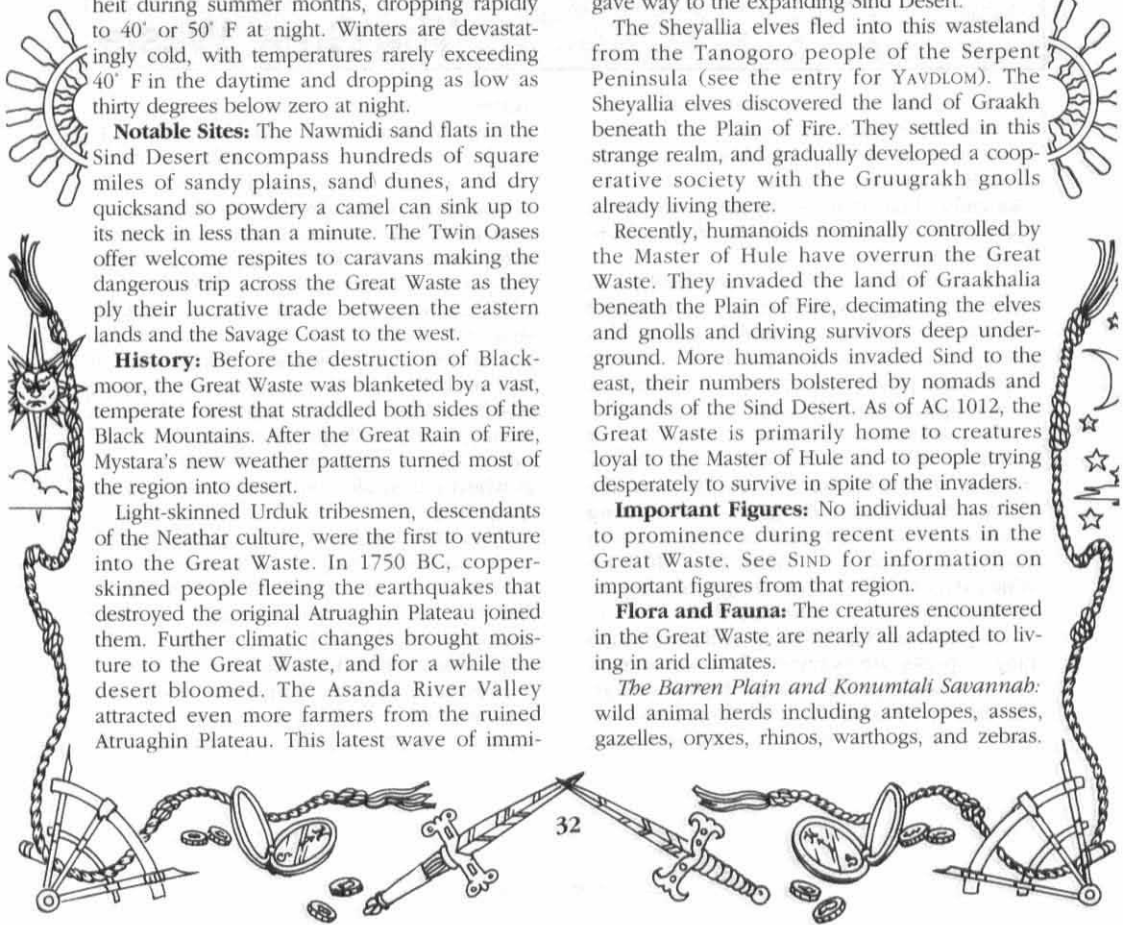 heit during summer months, dropping rapidly
to 40° or 50° F at night. Winters are devastat-
ingly cold, with temperatures rarely exceeding
40° F in the daytime and dropping as low as
thirty degrees below zero at night.
Notable Sites: The Nawmidi sand flats in the
Sind Desert encompass hundreds of square
miles of sandy plains, sand dunes, and dry
quicksand so powdery a camel can sink up to
its neck in less than a minute. The Twin Oases
offer welcome respites to caravans making the
dangerous trip across the Great Waste as they
ply their lucrative trade between the eastern
lands and the Savage Coast to the west.
History: Before the destruction of Black-
moor, the Great Waste was blanketed by a vast,
temperate forest that straddled both sides of the
Black Mountains. After the Great Rain of Fire,
Mystara's new weather patterns turned most of
the region into desert.
Light-skinned Urduk tribesmen, descendants
of the Neathar culture, were the first to venture
into the Great Waste. In 1750 BC, copper-
skinned people fleeing the earthquakes that
destroyed the original Atruaghin Plateau joined
them. Further climatic changes brought mois-
ture to the Great Waste, and for a while the
desert bloomed. The Asanda River Valley
attracted even more farmers from the ruined
Atruaghin Plateau. This latest wave of immi-
gave way to the expanding Sind Desert.
The Sheyallia elves fled into this wasteland
from the Tanogoro people of the Serpent
Peninsula (see the entry for YAVDLOM). The
Sheyallia elves discovered the land of Graakh
beneath the Plain of Fire. They settled in this
strange realm, and gradually developed a coop-
erative society with the Gruugrakh gnolls
already living there.
Recently, humanoids nominally controlled by
the Master of Hule have overrun the Great
Waste. They invaded the land of Graakhalia
beneath the Plain of Fire, decimating the elves
and gnolls and driving survivors deep under-
ground. More humanoids invaded Sind to the
east, their numbers bolstered by nomads and
brigands of the Sind Desert. As of AC 1012, the
Great Waste is primarily home to creatures
loyal to the Master of Hule and to people trying
desperately to survive in spite of the invaders.
Important Figures: No individual has risen
to prominence during recent events in the
Great Waste. See SIND for information on
important figures from that region.
Flora and Fauna: The creatures encountered
in the Great Waste are nearly all adapted to liv-
ing in arid climates.
The Barren Plain and Konumtali Savannah:
wild animal herds including antelopes, asses,
gazelles, oryxes, rhinos, warthogs, and zebras.
32